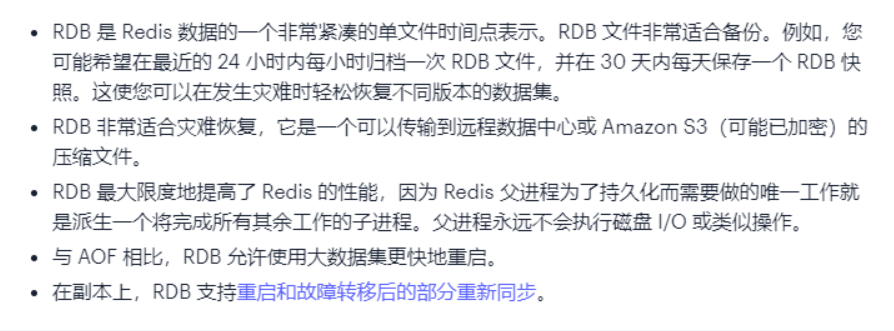 • RDB 是 Redis 数据的一个非常紧凑的单文件时间点表示。RDB 文件非常适合备份。例如，您
可能希望在最近的 24 小时内每小时归档一次 RDB 文件，并在 30 天内每天保存一个 RDB 快
照。这使您可以在发生灾难时轻松恢复不同版本的数据集。
• RDB 非常适合灾难恢复，它是一个可以传输到远程数据中心或 Amazon S3（可能已加密）的
压缩文件。
• RDB 最大限度地提高了 Redis 的性能，因为 Redis 父进程为了持久化而需要做的唯一工作就
是派生一个将完成所有其余工作的子进程。父进程永远不会执行磁盘 I/O 或类似操作。
• 与 AOF 相比，RDB 允许使用大数据集更快地重启。
• 在副本上，RDB 支持重启和故障转移后的部分重新同步。